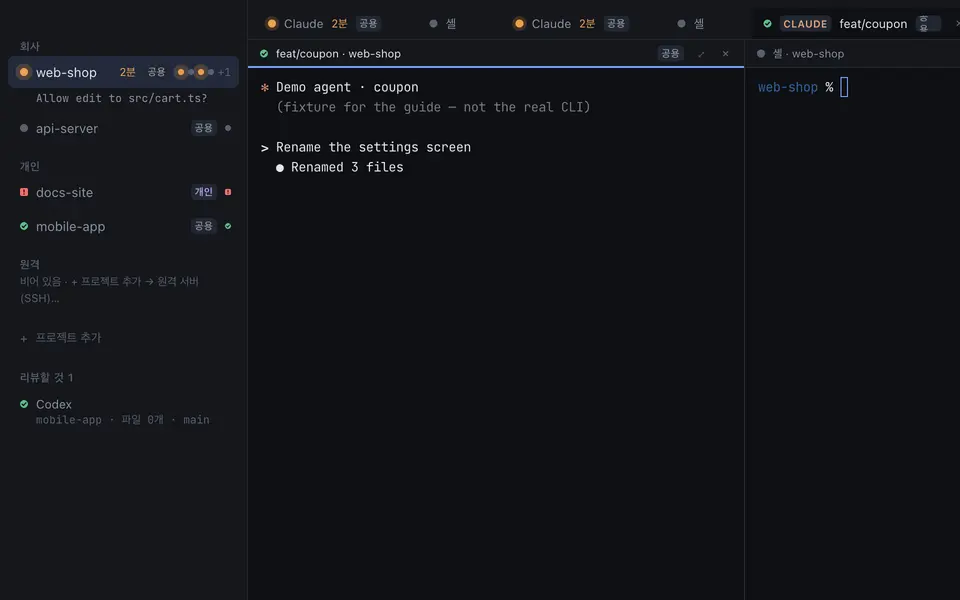 회사
web-shop 2분 공용 +1
Allow edit to src/cart.ts?
api-server 공용
개인
docs-site 개인
mobile-app 공용
원격
비어 있음 · + 프로젝트 추가 → 원격 서버
(SSH)…
+ 프로젝트 추가
리뷰할 것 1
Codex
mobile-app · 파일 0개 · main
Claude 2분 공용
셸
Claude 2분 공용
셸
CLAUDE feat/coupon 공용
feat/coupon · web-shop 공용
* Demo agent · coupon
(fixture for the guide — not the real CLI)
> Rename the settings screen
● Renamed 3 files
셸 · web-shop
web-shop %